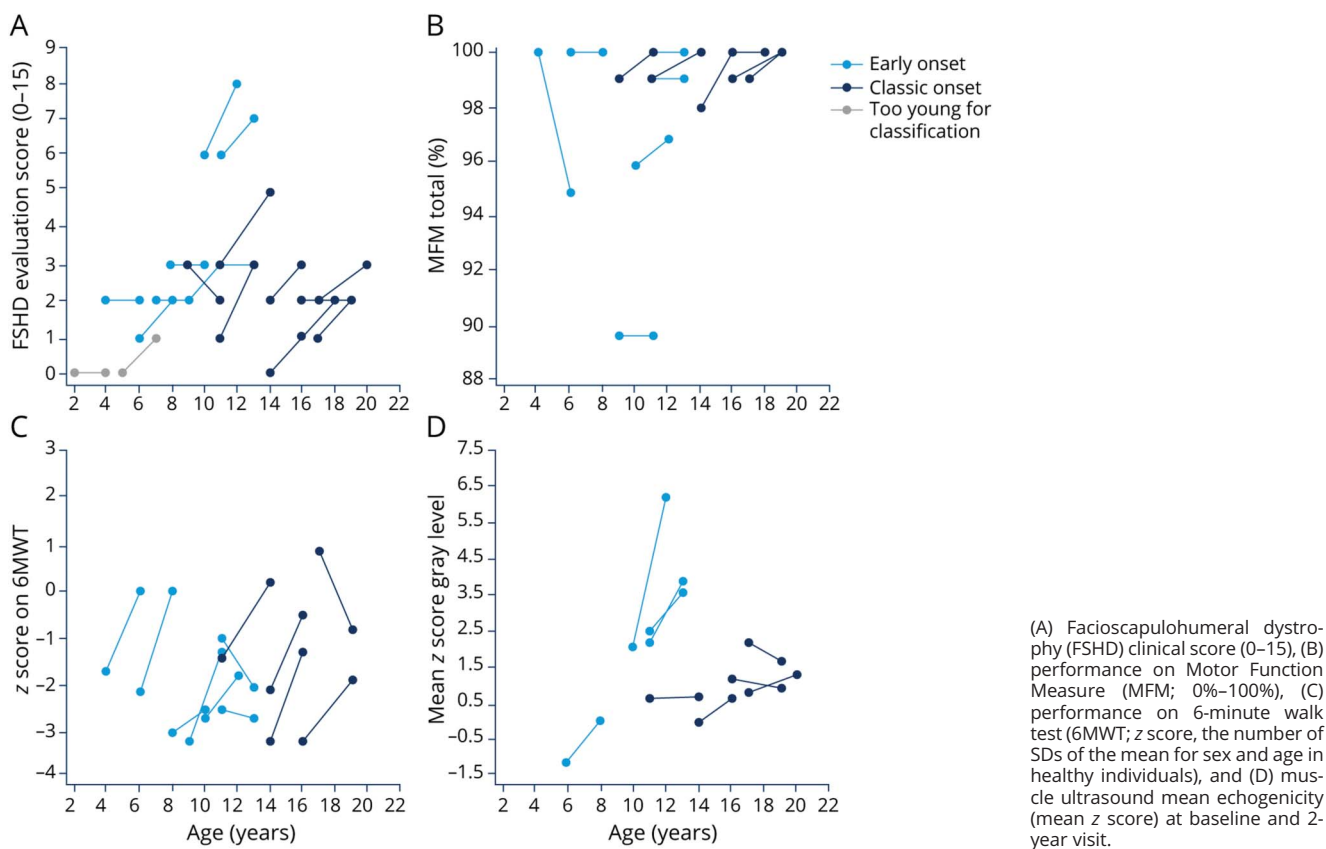 A
FSHD evaluation score (0–15)
9
8
7
6
5
4
3
2
1
0
2 4 6 8 10 12 14 16 18 20 22
B
MFM total (%)
100
98
96
94
92
90
88
2 4 6 8 10 12 14 16 18 20 22
Early onset
Classic onset
Too young for
classification
C
z score on 6MWT
3
2
1
0
–1
–2
–3
–4
2 4 6 8 10 12 14 16 18 20 22
Age (years)
D
Mean z score gray level
7.5
6.5
5.5
4.5
3.5
2.5
1.5
0.5
–0.5
–1.5
2 4 6 8 10 12 14 16 18 20 22
Age (years)
(A) Facioscapulohumeral dystro-
phy (FSHD) clinical score (0–15), (B)
performance on Motor Function
Measure (MFM; 0%–100%), (C)
performance on 6-minute walk
test (6MWT; z score, the number of
SDs of the mean for sex and age in
healthy individuals), and (D) mus-
cle ultrasound mean echogenicity
(mean z score) at baseline and 2-
year visit.